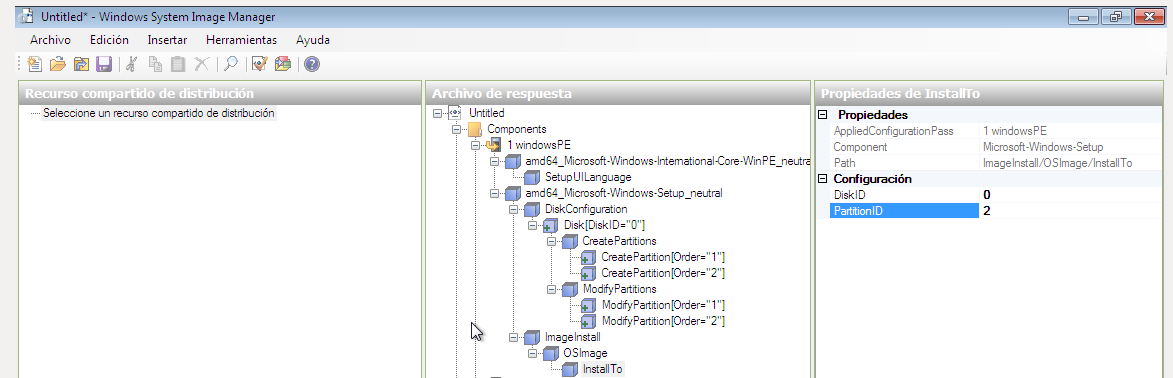 Untitled* - Windows System Image Manager
Archivo Edición Insertar Herramientas Ayuda
Recurso compartido de distribución
Seleccione un recurso compartido de distribución
Archivo de respuesta
Untitled
Components
1 windowsPE
amd64_Microsoft-Windows-International-Core-WinPE_neutra
SetupUILanguage
amd64_Microsoft-Windows-Setup_neutral
DiskConfiguration
Disk[DiskID="0"]
CreatePartitions
CreatePartition[Order="1"]
CreatePartition[Order="2"]
ModifyPartitions
ModifyPartition[Order="1"]
ModifyPartition[Order="2"]
ImageInstall
OSImage
InstallTo
Propiedades de InstallTo
Propiedades
AppliedConfigurationPass 1 windowsPE
Component Microsoft-Windows-Setup
Path ImageInstall/OSImage/InstallTo
Configuración
DiskID 0
PartitionID 2